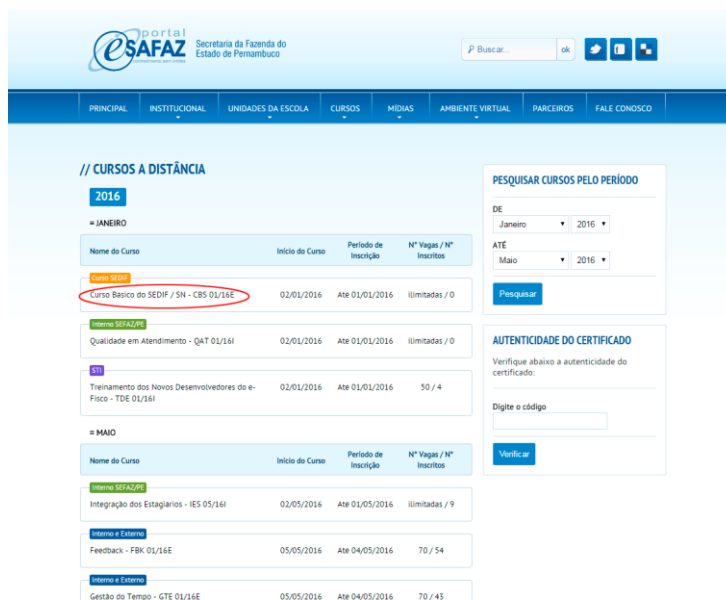 portal
eSAFAZ
conhecimento sem limites
Secretaria da Fazenda do
Estado de Pernambuco
Buscar...
ok
PRINCIPAL INSTITUCIONAL UNIDADES DA ESCOLA CURSOS MÍDIAS AMBIENTE VIRTUAL PARCEIROS FALE CONOSCO
// CURSOS A DISTÂNCIA
2016
= JANEIRO
Nome do Curso Início do Curso Período de Inscrição Nº Vagas / Nº Inscritos
Curso SEDIF
Curso Básico do SEDIF / SN - CBS 01/16E 02/01/2016 Ate 01/01/2016 ilimitadas / 0
Interno SEFAZ/PE
Qualidade em Atendimento - QAT 01/16I 02/01/2016 Ate 01/01/2016 ilimitadas / 0
STI
Treinamento dos Novos Desenvolvedores do e-
Fisco - TDE 01/16I 02/01/2016 Ate 01/01/2016 50 / 4
= MAIO
Nome do Curso Início do Curso Período de Inscrição Nº Vagas / Nº Inscritos
Interno SEFAZ/PE
Integração dos Estagiários - IES 05/16I 02/05/2016 Ate 01/05/2016 ilimitadas / 9
Interno e Externo
Feedback - FBK 01/16E 05/05/2016 Ate 04/05/2016 70 / 54
Interno e Externo
Gestão do Tempo - GTE 01/16E 05/05/2016 Ate 04/05/2016 70 / 43
PESQUISAR CURSOS PELO PERÍODO
DE
Janeiro 2016
ATÉ
Maio 2016
Pesquisar
AUTENTICIDADE DO CERTIFICADO
Verifique abaixo a autenticidade do
certificado:
Digite o código
Verificar